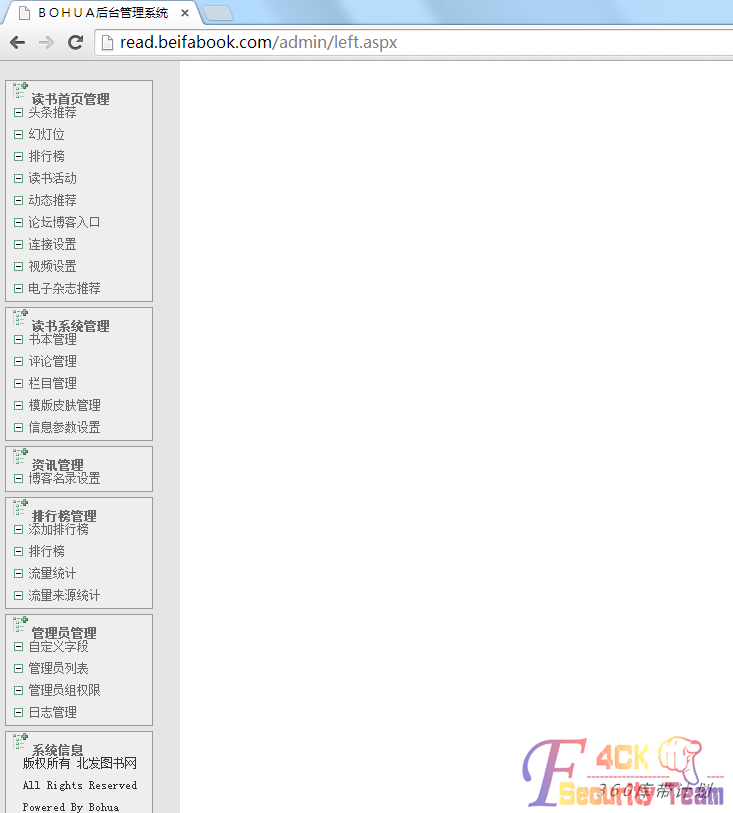 B O H U A 后台管理系统
read.beifabook.com/admin/left.aspx
读书首页管理
头条推荐
幻灯位
排行榜
读书活动
动态推荐
论坛博客入口
连接设置
视频设置
电子杂志推荐
读书系统管理
书本管理
评论管理
栏目管理
模版皮肤管理
信息参数设置
资讯管理
博客名录设置
排行榜管理
添加排行榜
排行榜
流量统计
流量来源统计
管理员管理
自定义字段
管理员列表
管理员组权限
日志管理
系统信息
版权所有 北发图书网
All Rights Reserved
Powered By Bohua
F4CK
360库带计划
Security Team